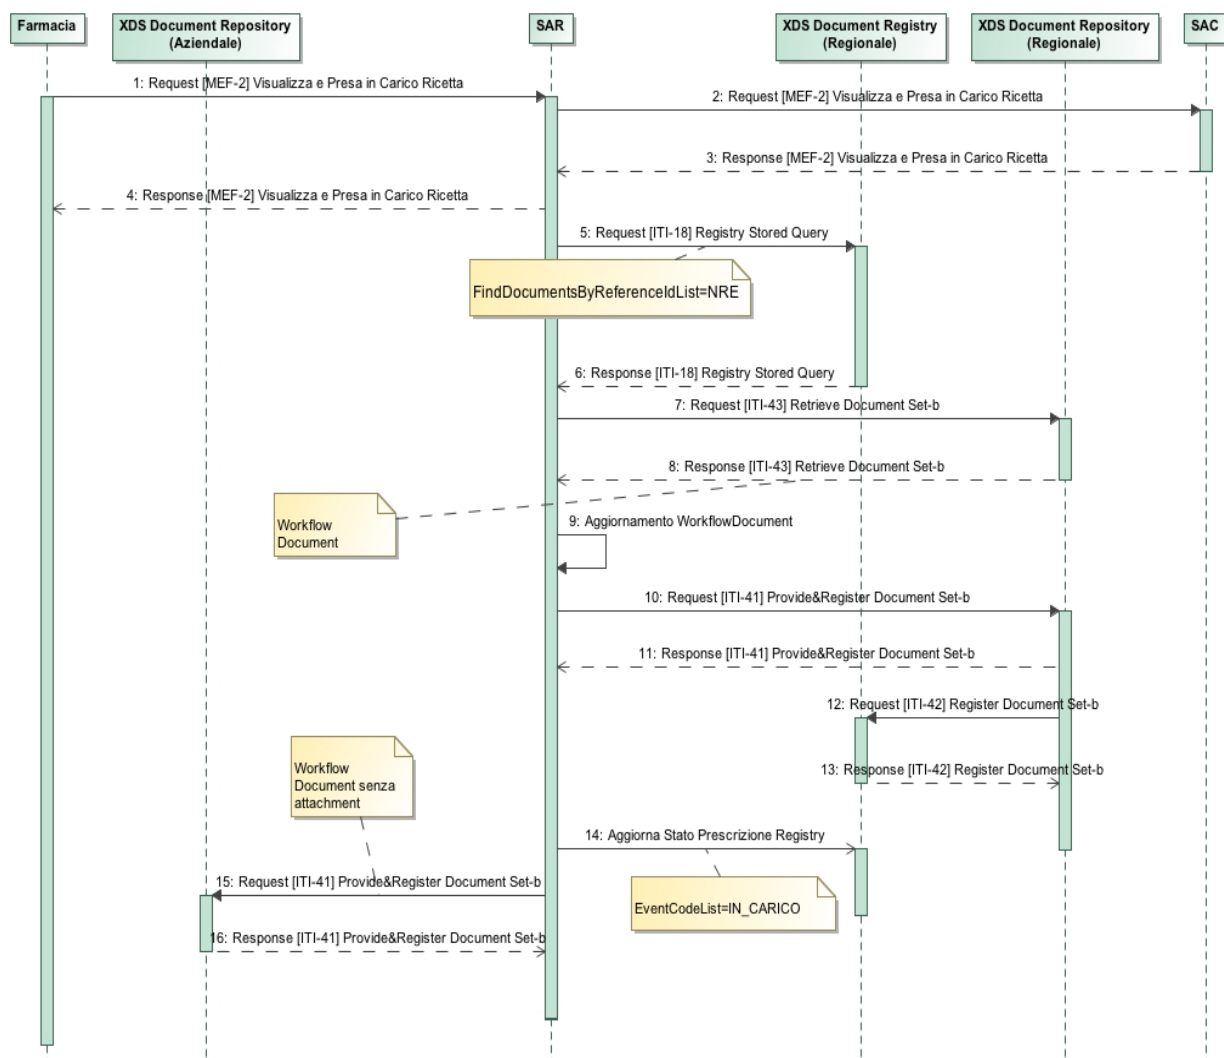 Farmacia
XDS Document Repository
(Aziendale)
SAR
XDS Document Registry
(Regionale)
XDS Document Repository
(Regionale)
SAC
1: Request [MEF-2] Visualizza e Presa in Carico Ricetta
2: Request [MEF-2] Visualizza e Presa in Carico Ricetta
3: Response [MEF-2] Visualizza e Presa in Carico Ricetta
4: Response [MEF-2] Visualizza e Presa in Carico Ricetta
5: Request [ITI-18] Registry Stored Query
FindDocumentsByReferenceIdList=NRE
6: Response [ITI-18] Registry Stored Query
7: Request [ITI-43] Retrieve Document Set-b
8: Response [ITI-43] Retrieve Document Set-b
Workflow
Document
9: Aggiornamento WorkflowDocument
10: Request [ITI-41] Provide&Register Document Set-b
11: Response [ITI-41] Provide&Register Document Set-b
12: Request [ITI-42] Register Document Set-b
13: Response [ITI-42] Register Document Set-b
Workflow
Document senza
attachment
14: Aggiorna Stato Prescrizione Registry
15: Request [ITI-41] Provide&Register Document Set-b
EventCodeList=IN_CARICO
16: Response [ITI-41] Provide&Register Document Set-b